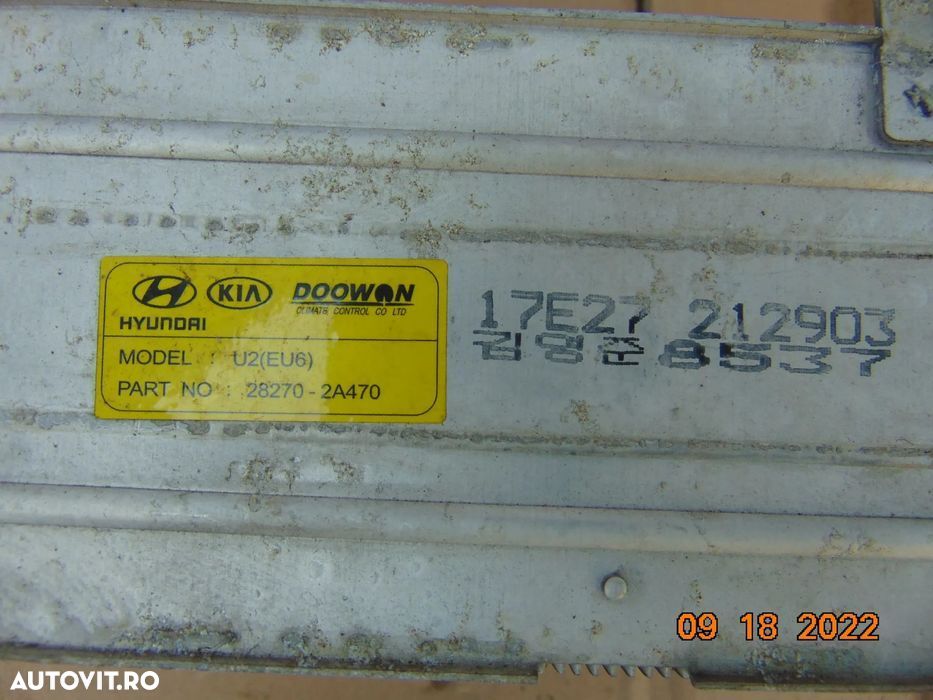 HYUNDAI KIA DOOWON
CLIMATE CONTROL CO LTD
MODEL : U2(EU6)
PART NO : 28270-2A470
17E27 212903
김영준 8537
09 18 2022
AUTOVIT.RO